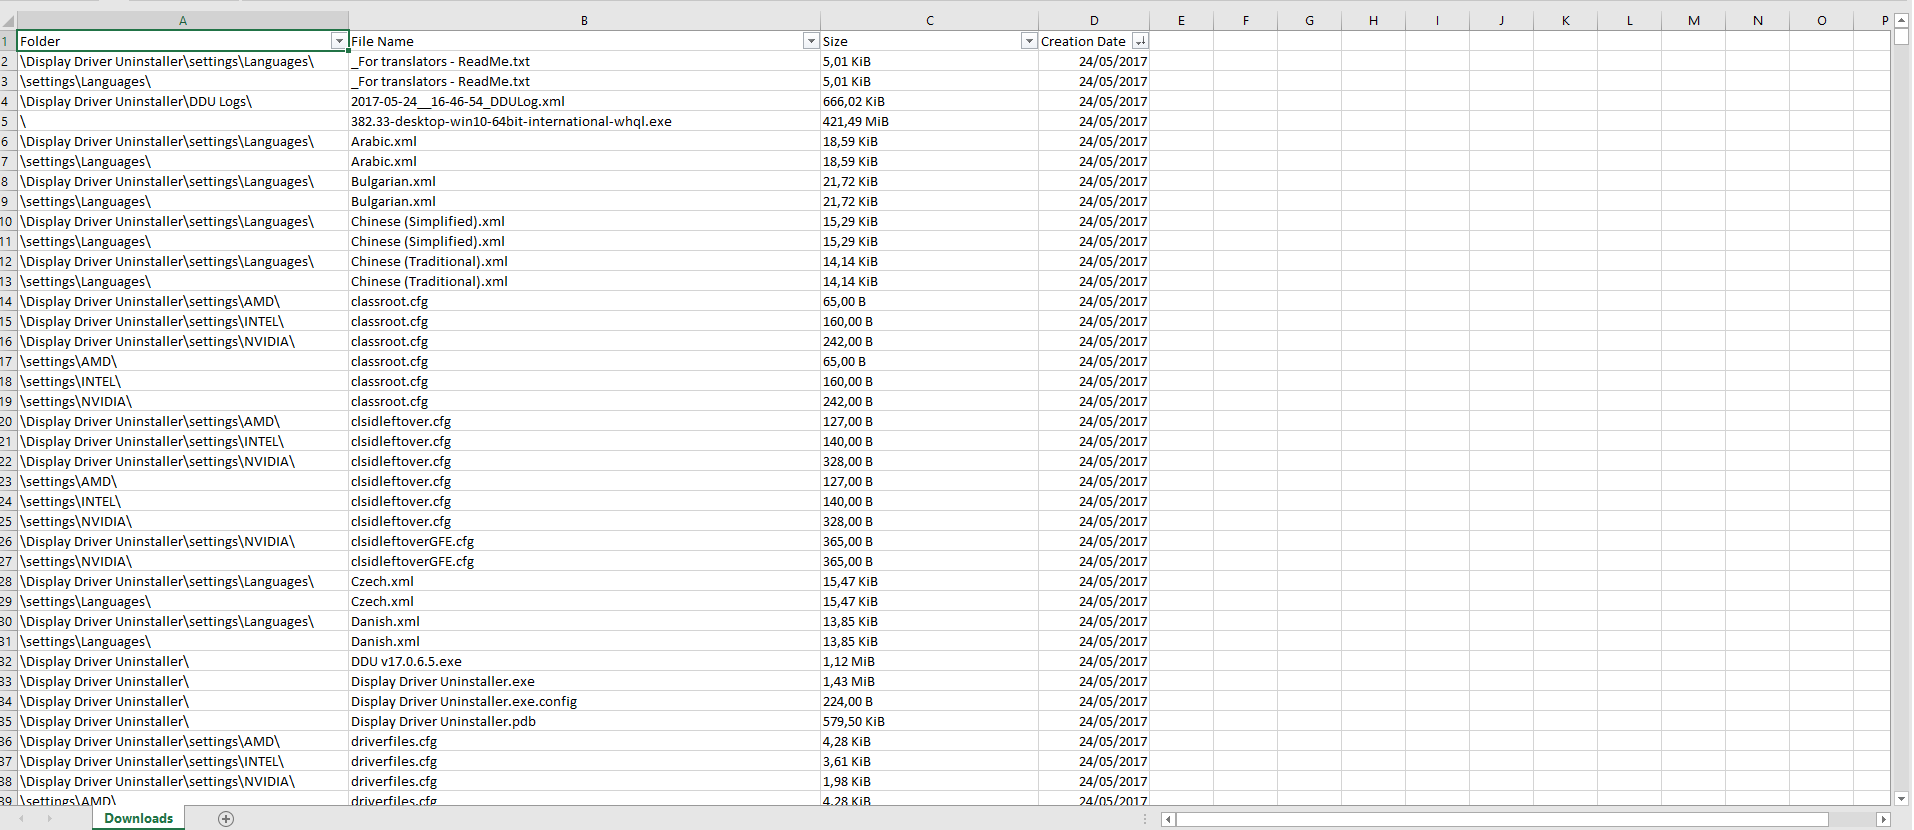 A B C D E F G H I J K L M N O P
1 Folder File Name Size Creation Date
2 \Display Driver Uninstaller\settings\Languages\ _For translators - ReadMe.txt 5,01 KiB 24/05/2017
3 \settings\Languages\ _For translators - ReadMe.txt 5,01 KiB 24/05/2017
4 \Display Driver Uninstaller\DDU Logs\ 2017-05-24__16-46-54_DDULog.xml 666,02 KiB 24/05/2017
5 \ 382.33-desktop-win10-64bit-international-whql.exe 421,49 MiB 24/05/2017
6 \Display Driver Uninstaller\settings\Languages\ Arabic.xml 18,59 KiB 24/05/2017
7 \settings\Languages\ Arabic.xml 18,59 KiB 24/05/2017
8 \Display Driver Uninstaller\settings\Languages\ Bulgarian.xml 21,72 KiB 24/05/2017
9 \settings\Languages\ Bulgarian.xml 21,72 KiB 24/05/2017
10 \Display Driver Uninstaller\settings\Languages\ Chinese (Simplified).xml 15,29 KiB 24/05/2017
11 \settings\Languages\ Chinese (Simplified).xml 15,29 KiB 24/05/2017
12 \Display Driver Uninstaller\settings\Languages\ Chinese (Traditional).xml 14,14 KiB 24/05/2017
13 \settings\Languages\ Chinese (Traditional).xml 14,14 KiB 24/05/2017
14 \Display Driver Uninstaller\settings\AMD\ classroot.cfg 65,00 B 24/05/2017
15 \Display Driver Uninstaller\settings\INTEL\ classroot.cfg 160,00 B 24/05/2017
16 \Display Driver Uninstaller\settings\NVIDIA\ classroot.cfg 242,00 B 24/05/2017
17 \settings\AMD\ classroot.cfg 65,00 B 24/05/2017
18 \settings\INTEL\ classroot.cfg 160,00 B 24/05/2017
19 \settings\NVIDIA\ classroot.cfg 242,00 B 24/05/2017
20 \Display Driver Uninstaller\settings\AMD\ clsidleftover.cfg 127,00 B 24/05/2017
21 \Display Driver Uninstaller\settings\INTEL\ clsidleftover.cfg 140,00 B 24/05/2017
22 \Display Driver Uninstaller\settings\NVIDIA\ clsidleftover.cfg 328,00 B 24/05/2017
23 \settings\AMD\ clsidleftover.cfg 127,00 B 24/05/2017
24 \settings\INTEL\ clsidleftover.cfg 140,00 B 24/05/2017
25 \settings\NVIDIA\ clsidleftover.cfg 328,00 B 24/05/2017
26 \Display Driver Uninstaller\settings\NVIDIA\ clsidleftoverGFE.cfg 365,00 B 24/05/2017
27 \settings\NVIDIA\ clsidleftoverGFE.cfg 365,00 B 24/05/2017
28 \Display Driver Uninstaller\settings\Languages\ Czech.xml 15,47 KiB 24/05/2017
29 \settings\Languages\ Czech.xml 15,47 KiB 24/05/2017
30 \Display Driver Uninstaller\settings\Languages\ Danish.xml 13,85 KiB 24/05/2017
31 \settings\Languages\ Danish.xml 13,85 KiB 24/05/2017
32 \Display Driver Uninstaller\ DDU v17.0.6.5.exe 1,12 MiB 24/05/2017
33 \Display Driver Uninstaller\ Display Driver Uninstaller.exe 1,43 MiB 24/05/2017
34 \Display Driver Uninstaller\ Display Driver Uninstaller.exe.config 224,00 B 24/05/2017
35 \Display Driver Uninstaller\ Display Driver Uninstaller.pdb 579,50 KiB 24/05/2017
36 \Display Driver Uninstaller\settings\AMD\ driverfiles.cfg 4,28 KiB 24/05/2017
37 \Display Driver Uninstaller\settings\INTEL\ driverfiles.cfg 3,61 KiB 24/05/2017
38 \Display Driver Uninstaller\settings\NVIDIA\ driverfiles.cfg 1,98 KiB 24/05/2017
39 \settings\AMD\ driverfiles.cfg 4,28 KiB 24/05/2017
Downloads